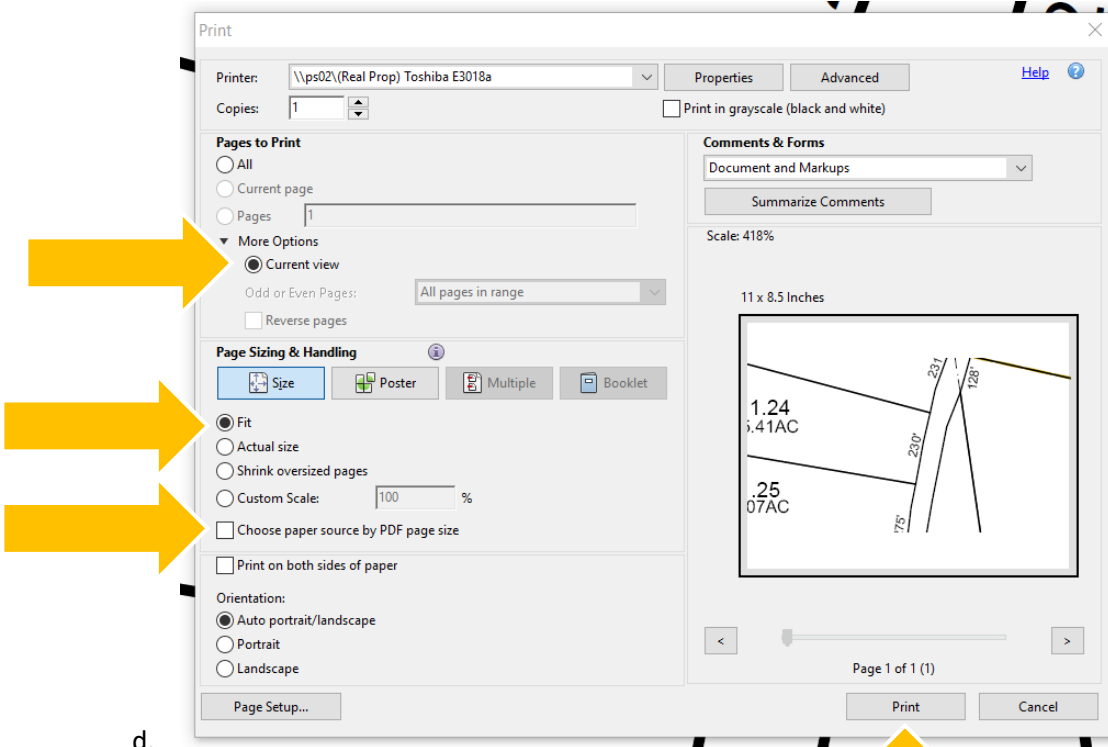 Print
Printer: \\ps02\(Real Prop) Toshiba E3018a Properties Advanced Help
Copies: 1 Print in grayscale (black and white)
Pages to Print
All
Current page
Pages 1
More Options
Current view
Odd or Even Pages: All pages in range
Reverse pages
Page Sizing & Handling
Size Poster Multiple Booklet
Fit
Actual size
Shrink oversized pages
Custom Scale: 100 %
Choose paper source by PDF page size
Print on both sides of paper
Orientation:
Auto portrait/landscape
Portrait
Landscape
Comments & Forms
Document and Markups
Summarize Comments
Scale: 418%
11 x 8.5 Inches
231
128'
1.24
5.41AC
230'
.25
07AC
75'
< >
Page 1 of 1 (1)
Page Setup... Print Cancel
d.